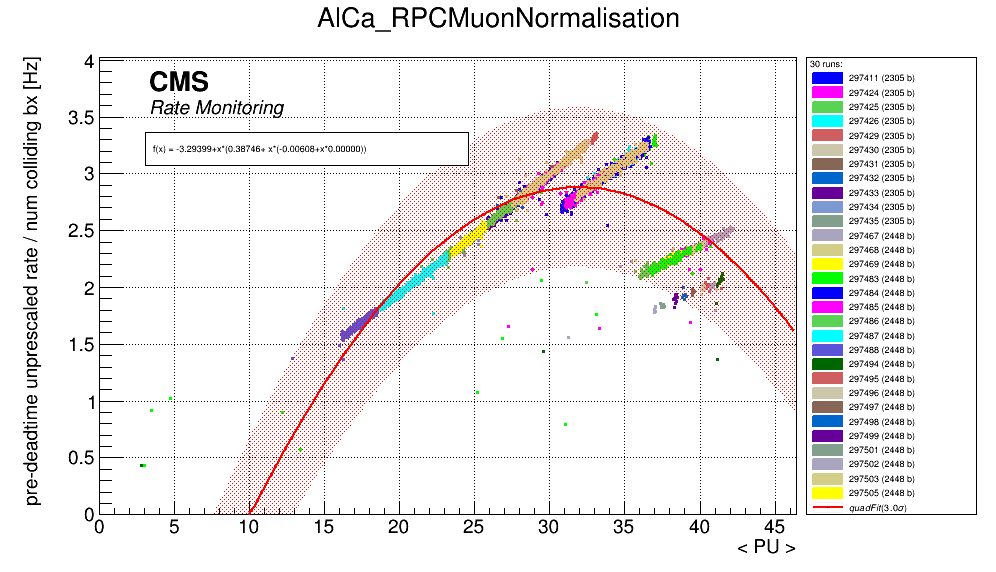 AlCa_RPCMuonNormalisation
pre-deadtime unprescaled rate / num colliding bx [Hz]
4
3.5
3
2.5
2
1.5
1
0.5
0
CMS
Rate Monitoring
f(x) = -3.29399+x*(0.38746+ x*(-0.00608+x*0.00000))
0 5 10 15 20 25 30 35 40 45
< PU >
30 runs:
297411 (2305 b)
297424 (2305 b)
297425 (2305 b)
297426 (2305 b)
297429 (2305 b)
297430 (2305 b)
297431 (2305 b)
297432 (2305 b)
297433 (2305 b)
297434 (2305 b)
297435 (2305 b)
297467 (2448 b)
297468 (2448 b)
297469 (2448 b)
297483 (2448 b)
297484 (2448 b)
297485 (2448 b)
297486 (2448 b)
297487 (2448 b)
297488 (2448 b)
297494 (2448 b)
297495 (2448 b)
297496 (2448 b)
297497 (2448 b)
297498 (2448 b)
297499 (2448 b)
297501 (2448 b)
297502 (2448 b)
297503 (2448 b)
297505 (2448 b)
quadFit(3.0σ)